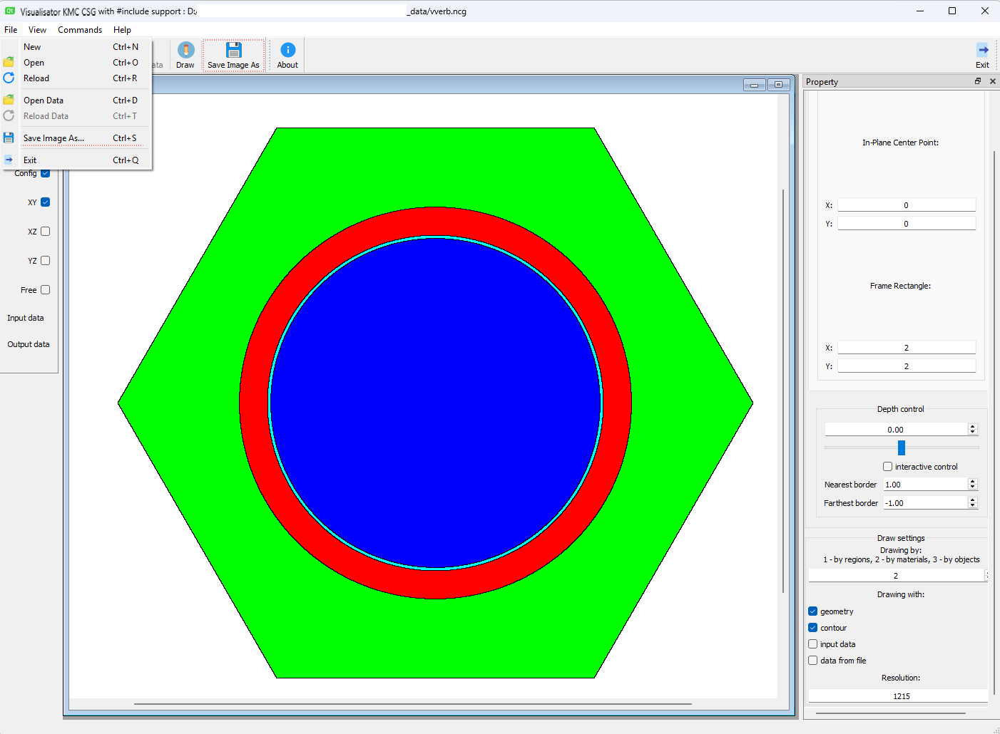 Visualisator KMC CSG with #include support : D:/ _data/vverb.ncg
File View Commands Help
New Ctrl+N
Open Ctrl+O
Reload Ctrl+R
Open Data Ctrl+D
Reload Data Ctrl+T
Save Image As... Ctrl+S
Exit Ctrl+Q
Draw
Save Image As
About
Exit
Config
XY
XZ
YZ
Free
Input data
Output data
Property
In-Plane Center Point:
X: 0
Y: 0
Frame Rectangle:
X: 2
Y: 2
Depth control
0.00
interactive control
Nearest border 1.00
Farthest border -1.00
Draw settings
Drawing by:
1 - by regions, 2 - by materials, 3 - by objects
2
Drawing with:
geometry
contour
input data
data from file
Resolution:
1215